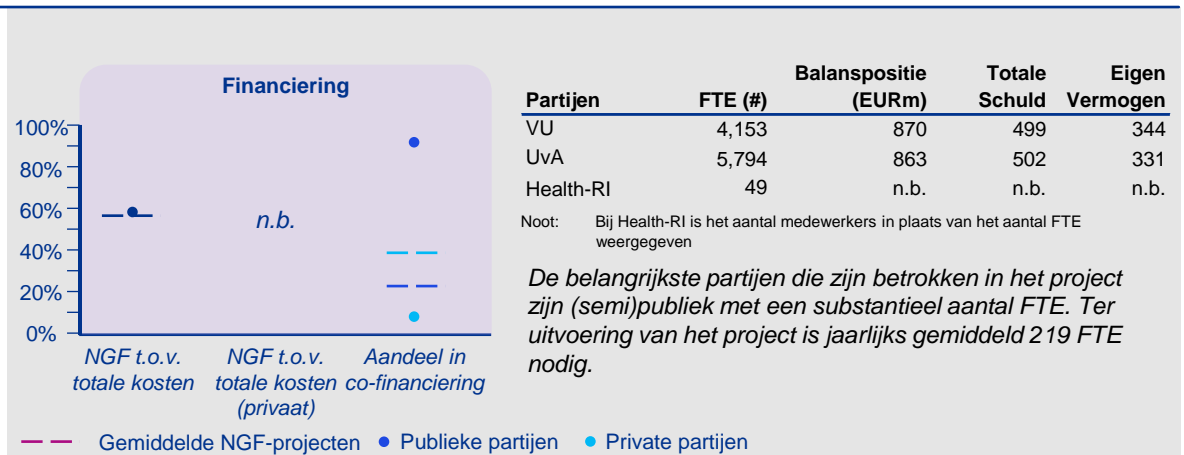 Financiering
100%
80%
60%
40%
20%
0%
n.b.
NGF t.o.v. totale kosten
NGF t.o.v. totale kosten (privaat)
Aandeel in co-financiering
Gemiddelde NGF-projecten
Publieke partijen
Private partijen
Partijen FTE (#) Balanspositie (EURm) Totale Schuld Eigen Vermogen
VU 4,153 870 499 344
UvA 5,794 863 502 331
Health-RI 49 n.b. n.b. n.b.
Noot: Bij Health-RI is het aantal medewerkers in plaats van het aantal FTE
weergegeven
De belangrijkste partijen die zijn betrokken in het project
zijn (semi)publiek met een substantieel aantal FTE. Ter
uitvoering van het project is jaarlijks gemiddeld 219 FTE
nodig.